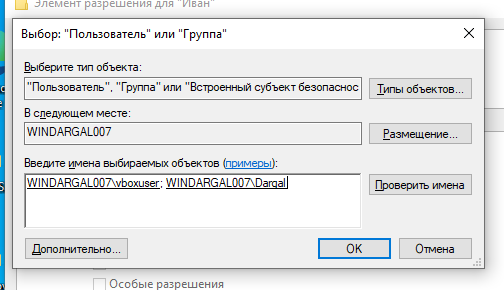 Элемент разрешения для "Иван"
Выбор: "Пользователь" или "Группа"
Выберите тип объекта:
"Пользователь", "Группа" или "Встроенный субъект безопаснос
Типы объектов...
В следующем месте:
WINDARGAL007
Размещение...
Введите имена выбираемых объектов (примеры):
WINDARGAL007\vboxuser; WINDARGAL007\Dargal
Проверить имена
Дополнительно...
OK
Отмена
Особые разрешения